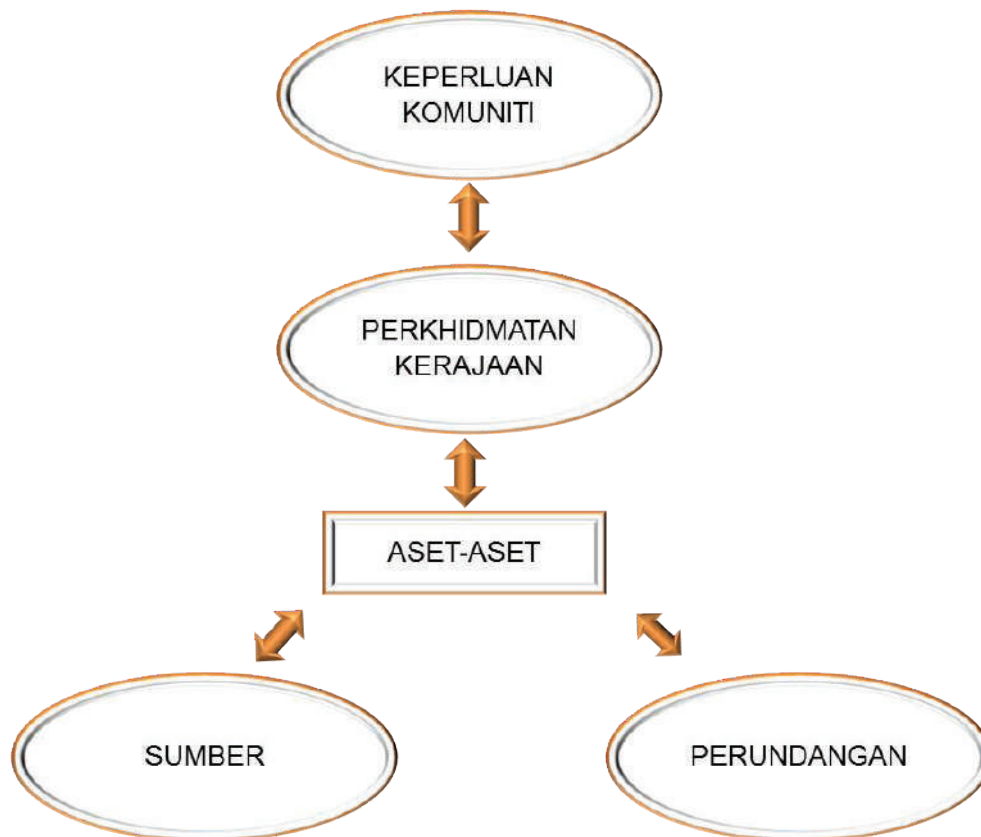 KEPERLUAN
KOMUNITI
PERKHIDMATAN
KERAJAAN
ASET-ASET
SUMBER
PERUNDANGAN